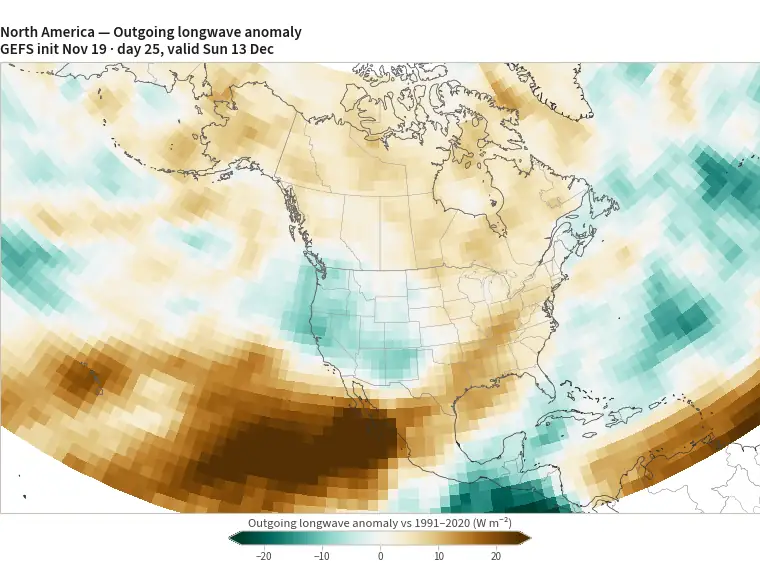 North America — Outgoing longwave anomaly
GEFS init Nov 19 · day 25, valid Sun 13 Dec
Outgoing longwave anomaly vs 1991–2020 (W m⁻²)
−20 −10 0 10 20